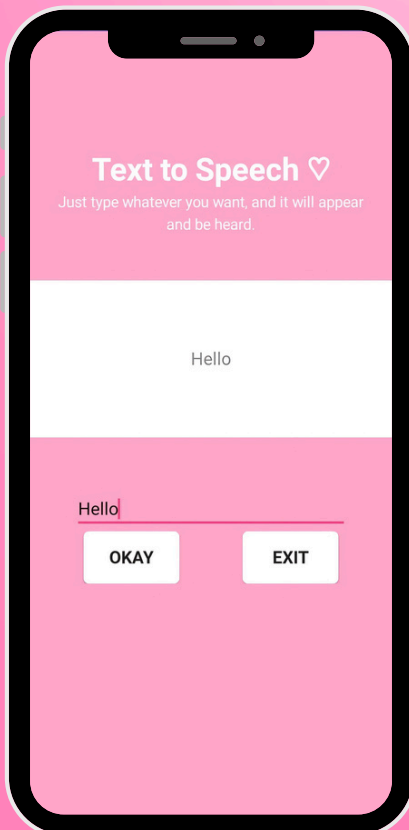 Text to Speech ♡
Just type whatever you want, and it will appear
and be heard.
Hello
Hello
OKAY EXIT